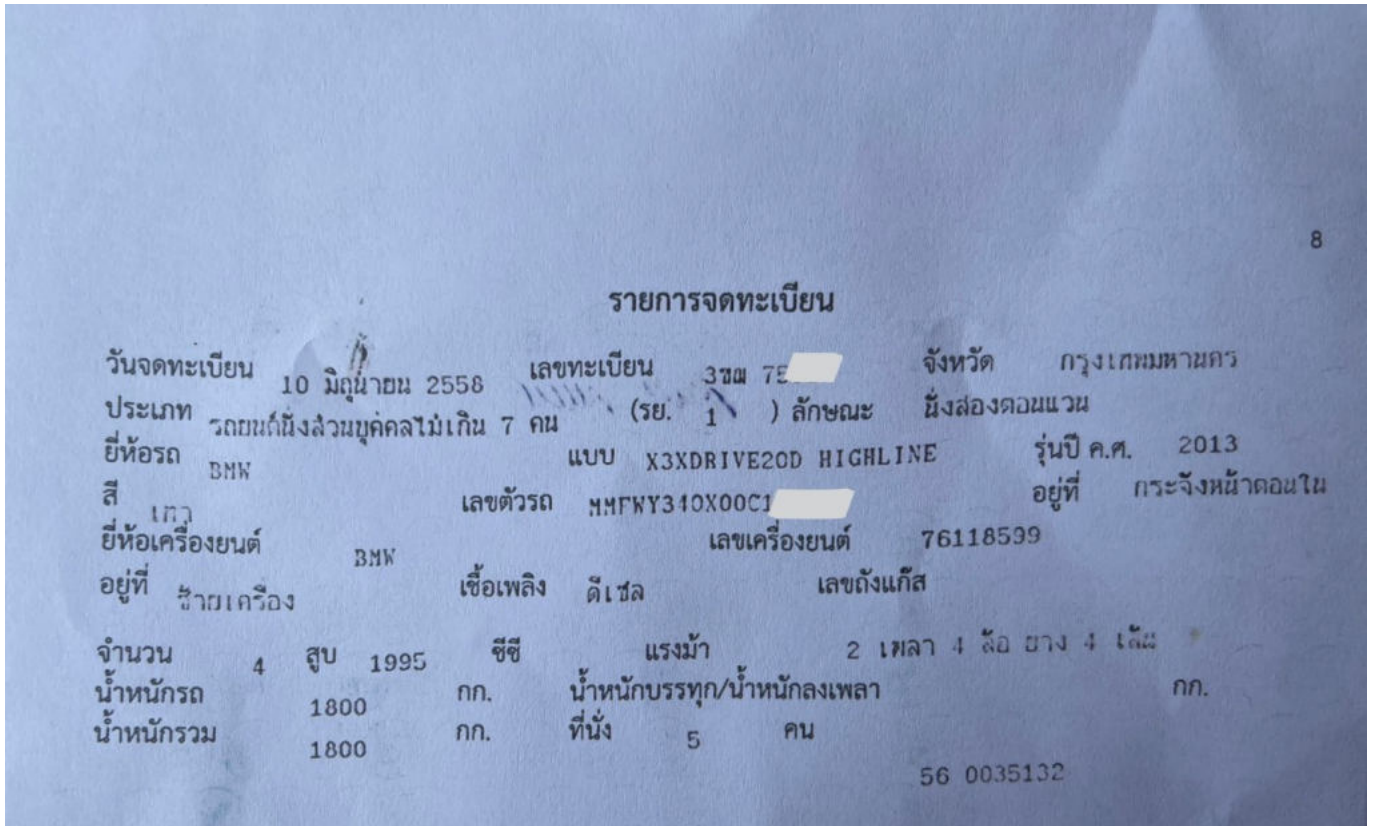 8
รายการจดทะเบียน
วันจดทะเบียน 10 มิถุนายน 2558 เลขทะเบียน 3ขฒ 75 จังหวัด กรุงเทพมหานคร
ประเภท รถยนต์นั่งส่วนบุคคลไม่เกิน 7 คน (รย. 1 ) ลักษณะ นั่งสองตอนแวน
ยี่ห้อรถ BMW แบบ X3XDRIVE20D HIGHLINE รุ่นปี ค.ศ. 2013
สี เทา เลขตัวรถ MMFWY340X00C1 อยู่ที่ กระจังหน้าตอนใน
ยี่ห้อเครื่องยนต์ BMW เลขเครื่องยนต์ 76118599
อยู่ที่ ซ้ายเครื่อง เชื้อเพลิง ดีเซล เลขถังแก๊ส
จำนวน 4 สูบ 1995 ซีซี แรงม้า 2 เพลา 4 ล้อ ยาง 4 เส้น
น้ำหนักรถ 1800 กก. น้ำหนักบรรทุก/น้ำหนักลงเพลา กก.
น้ำหนักรวม 1800 กก. ที่นั่ง 5 คน
56 0035132